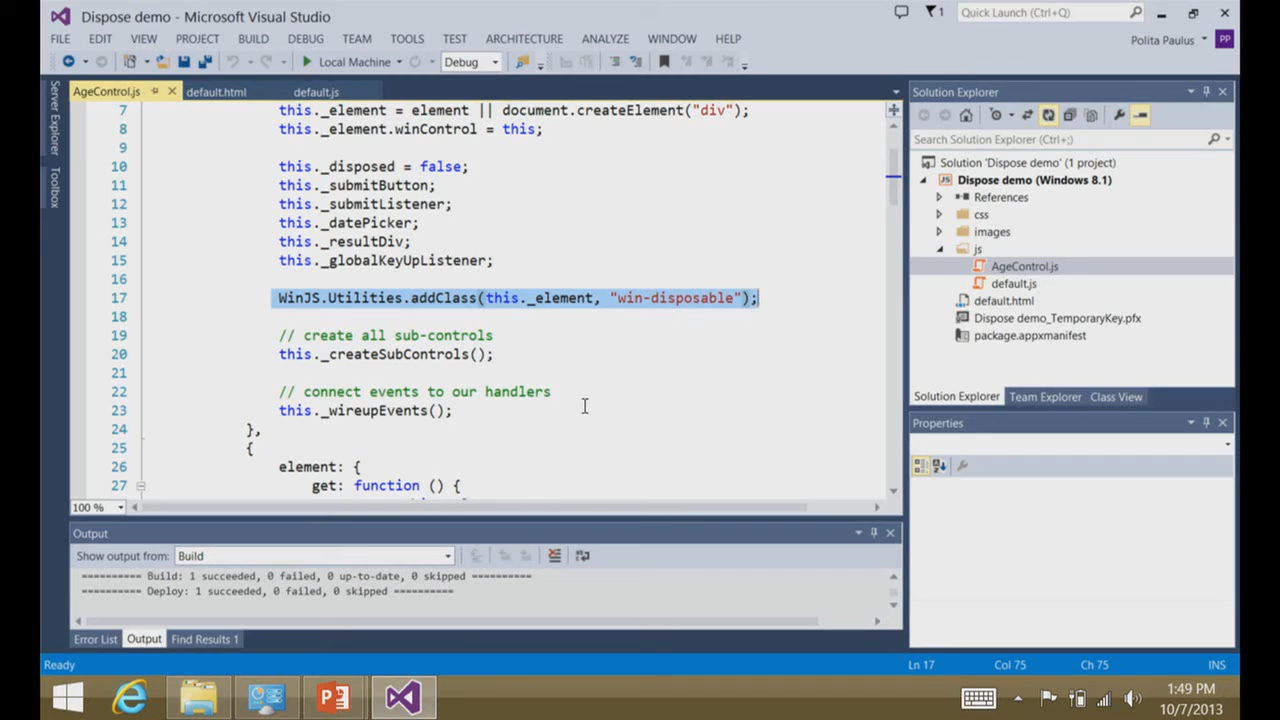 Dispose demo - Microsoft Visual Studio
1
Quick Launch (Ctrl+Q)
FILE EDIT VIEW PROJECT BUILD DEBUG TEAM TOOLS TEST ARCHITECTURE ANALYZE WINDOW HELP
Polita Paulus PP
Local Machine Debug
Server Explorer
Toolbox
AgeControl.js default.html default.js
7 this._element = element || document.createElement("div");
8 this._element.winControl = this;
9
10 this._disposed = false;
11 this._submitButton;
12 this._submitListener;
13 this._datePicker;
14 this._resultDiv;
15 this._globalKeyUpListener;
16
17 WinJS.Utilities.addClass(this._element, "win-disposable");
18
19 // create all sub-controls
20 this._createSubControls();
21
22 // connect events to our handlers
23 this._wireupEvents();
24 },
25 {
26 element: {
27 get: function () {
100 %
Output
Show output from: Build
========== Build: 1 succeeded, 0 failed, 0 up-to-date, 0 skipped ==========
========== Deploy: 1 succeeded, 0 failed, 0 skipped ==========
Error List Output Find Results 1
Solution Explorer
Search Solution Explorer (Ctrl+;)
Solution 'Dispose demo' (1 project)
JS Dispose demo (Windows 8.1)
References
css
images
js
AgeControl.js
default.js
default.html
Dispose demo_TemporaryKey.pfx
package.appxmanifest
Solution Explorer Team Explorer Class View
Properties
Ready Ln 17 Col 75 Ch 75 INS
1:49 PM
10/7/2013